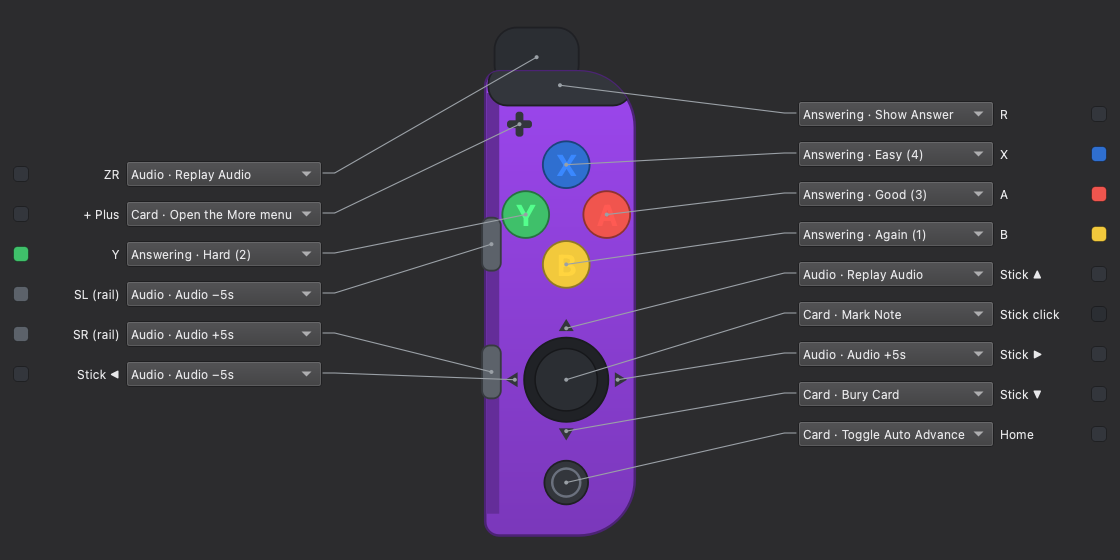 ZR Audio · Replay Audio
+ Plus Card · Open the More menu
Y Answering · Hard (2)
SL (rail) Audio · Audio −5s
SR (rail) Audio · Audio +5s
Stick ◀ Audio · Audio −5s
X
Y
A
B
Answering · Show Answer R
Answering · Easy (4) X
Answering · Good (3) A
Answering · Again (1) B
Audio · Replay Audio Stick ▲
Card · Mark Note Stick click
Audio · Audio +5s Stick ▶
Card · Bury Card Stick ▼
Card · Toggle Auto Advance Home